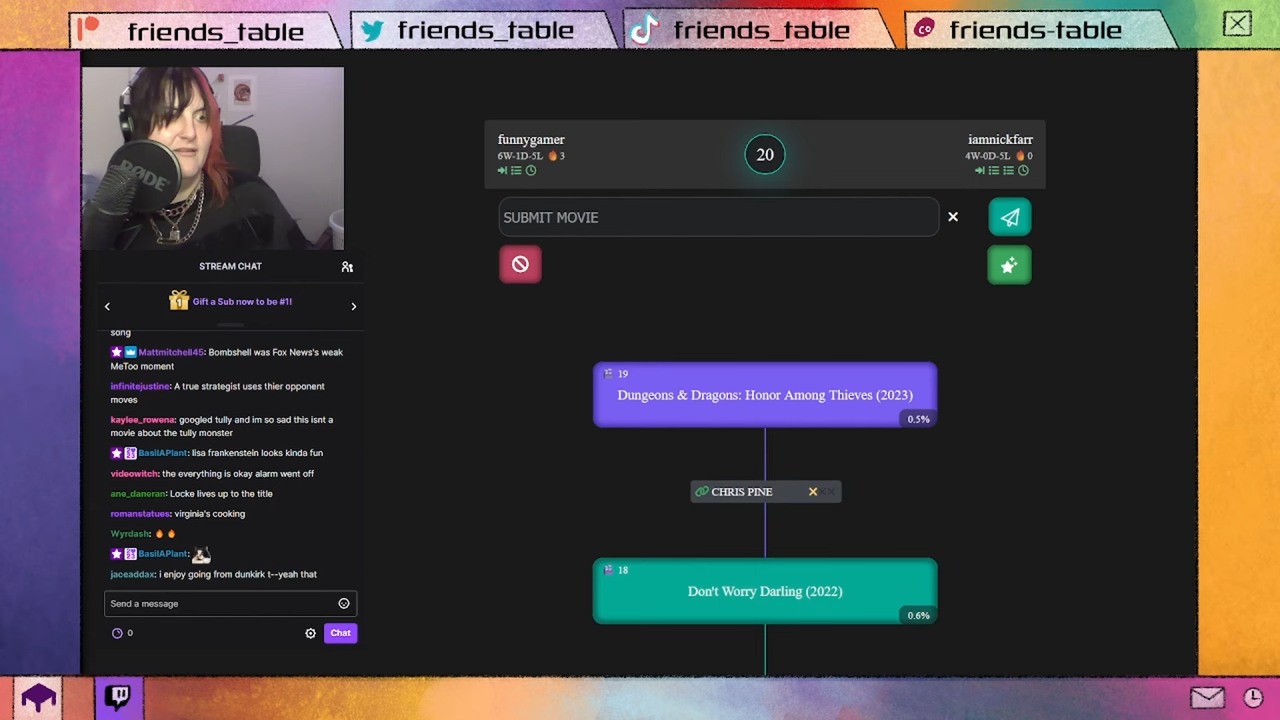 friends_table
friends_table
friends_table
friends-table
RØDE
STREAM CHAT
1 Gift a Sub now to be #1!
song
Mattmitchell45: Bombshell was Fox News's weak
MeToo moment
infinitejustine: A true strategist uses thier opponent
moves
kaylee_rowena: googled tully and im so sad this isnt a
movie about the tully monster
BasilAPlant: lisa frankenstein looks kinda fun
videowitch: the everything is okay alarm went off
ane_daneran: Locke lives up to the title
romanstatues: virginia's cooking
Wyrdash:
BasilAPlant:
jaceaddax: i enjoy going from dunkirk t--yeah that
Send a message
0
Chat
funnygamer
6W-1D-5L 3
20
iamnickfarr
4W-0D-5L 0
SUBMIT MOVIE
19
Dungeons & Dragons: Honor Among Thieves (2023)
0.5%
CHRIS PINE
18
Don't Worry Darling (2022)
0.6%